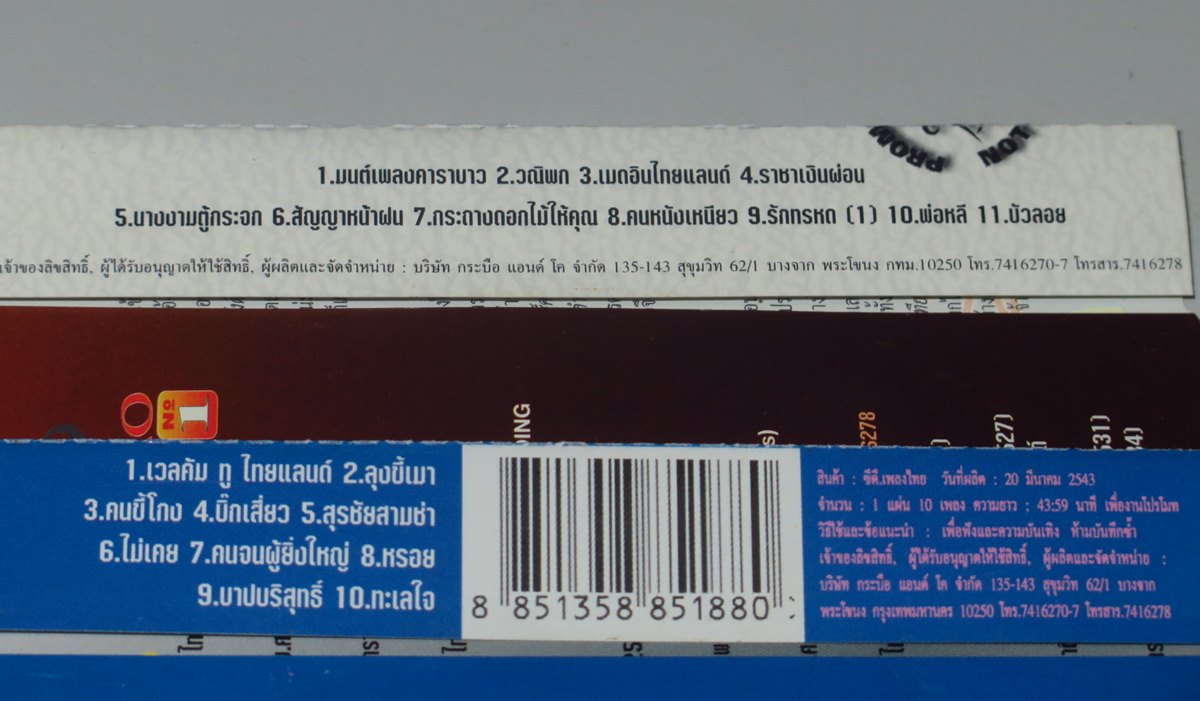 PROM
TON
1.มนต์เพลงคาราบาว 2.วณิพก 3.เมดอินไทยแลนด์ 4.ราชาเงินผ่อน
5.นางงามตู้กระจก 6.สัญญาหน้าฝน 7.กระถางดอกไม้ให้คุณ 8.คนหนังเหนียว 9.รักทรหด (1) 10.พ่อหลี 11.บัวลอย
เจ้าของลิขสิทธิ์, ผู้ได้รับอนุญาตให้ใช้สิทธิ์, ผู้ผลิตและจัดจำหน่าย : บริษัท กระบือ แอนด์ โค จำกัด 135-143 สุขุมวิท 62/1 บางจาก พระโขนง กทม.10250 โทร.7416270-7 โทรสาร.7416278
O
No 1
DING
6278
527)
531)
34)
1.เวลคัม ทู ไทยแลนด์ 2.ลุงขี้เมา
3.คนขี้โกง 4.บิ๊กเสี่ยว 5.สุรชัยสามช่า
6.ไม่เคย 7.คนจนผู้ยิ่งใหญ่ 8.หรอย
9.บาปบริสุทธิ์ 10.ทะเลใจ
8 851358 851880
สินค้า : ซีดี.เพลงไทย วันที่ผลิต : 20 มีนาคม 2543
จำนวน : 1 แผ่น 10 เพลง ความยาว : 43:59 นาที เพื่องานโปรโมท
วิธีใช้และข้อแนะนำ : เพื่อฟังและความบันเทิง ห้ามบันทึกซ้ำ
เจ้าของลิขสิทธิ์, ผู้ได้รับอนุญาตให้ใช้สิทธิ์, ผู้ผลิตและจัดจำหน่าย :
บริษัท กระบือ แอนด์ โค จำกัด 135-143 สุขุมวิท 62/1 บางจาก
พระโขนง กรุงเทพมหานคร 10250 โทร.7416270-7 โทรสาร.7416278